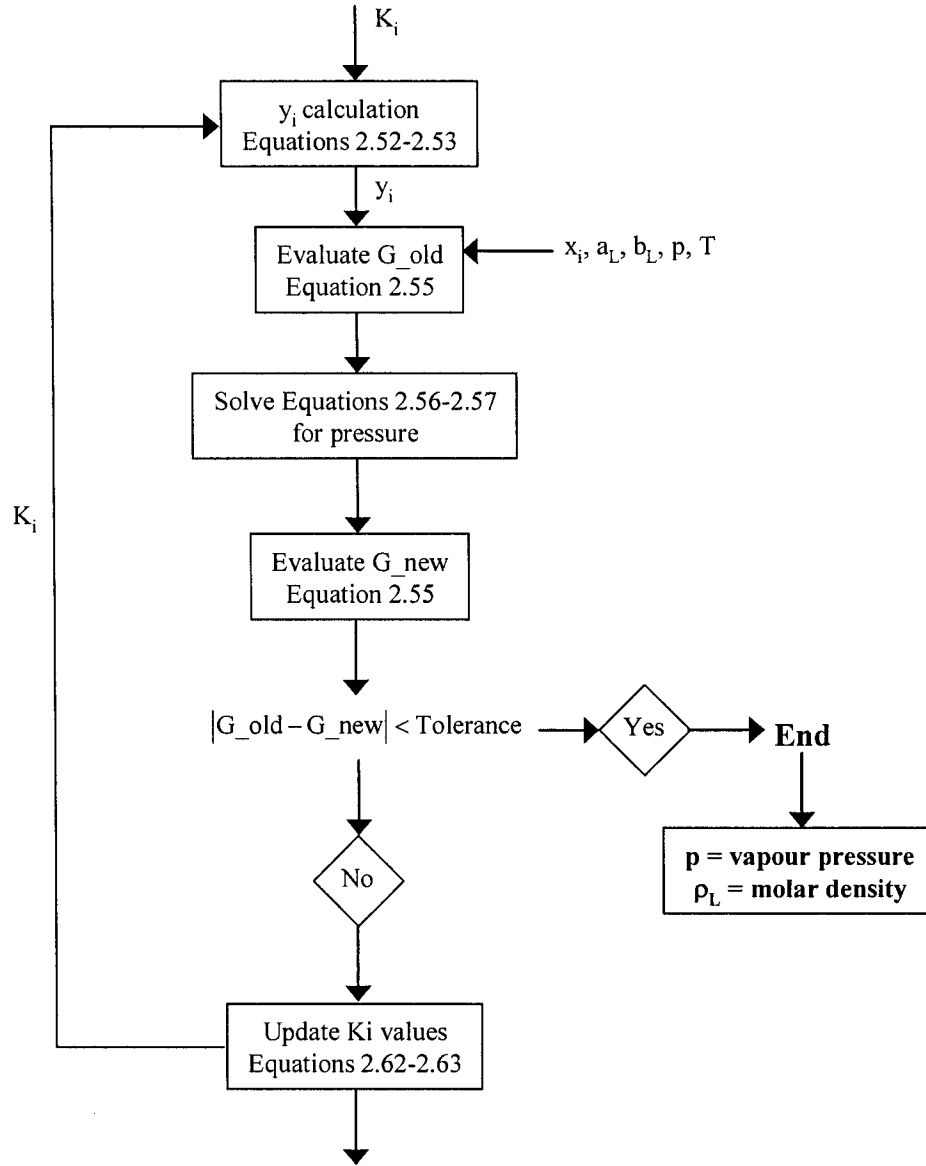 K_i
y_i calculation
Equations 2.52-2.53
y_i
Evaluate G_old
Equation 2.55
x_i, a_L, b_L, p, T
Solve Equations 2.56-2.57
for pressure
K_i
Evaluate G_new
Equation 2.55
|G_old – G_new| < Tolerance
Yes
End
No
p = vapour pressure
ρ_L = molar density
Update Ki values
Equations 2.62-2.63